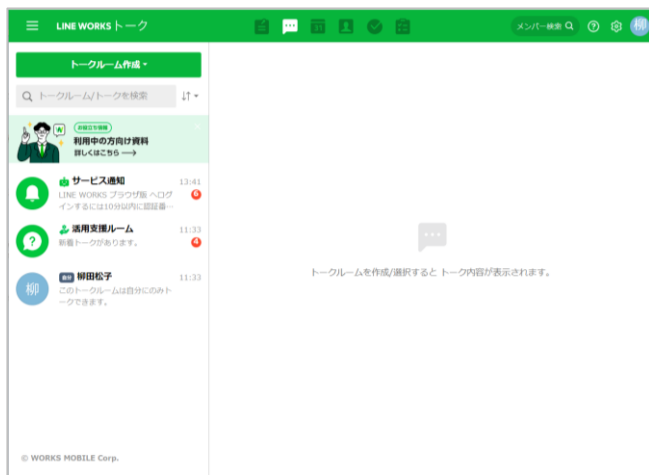 LINE WORKS トーク
31
メンバー検索
柳
トークルーム作成
トークルーム/トークを検索
お役立ち情報
利用中の方向け資料
詳しくはこちら →
サービス通知 13:41
LINE WORKS ブラウザ版 へログ 6
インするには10分以内に認証番…
活用支援ルーム 11:33
新着トークがあります。 4
柳
自分 柳田松子 11:33
このトークルームは自分にのみト
ークできます。
トークルームを作成/選択すると トーク内容が表示されます。
© WORKS MOBILE Corp.